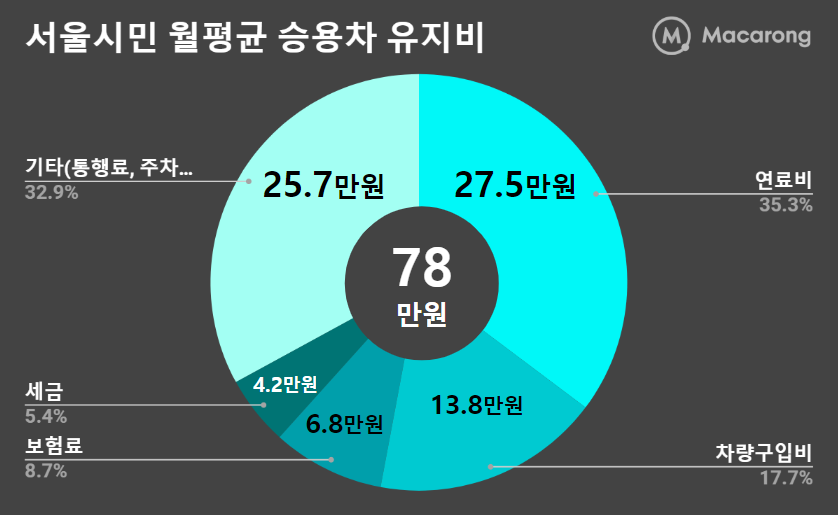 서울시민 월평균 승용차 유지비
M Macarong
기타(통행료, 주차...
32.9%
25.7만원
27.5만원
연료비
35.3%
78
만원
세금
5.4%
4.2만원
13.8만원
6.8만원
보험료
8.7%
차량구입비
17.7%